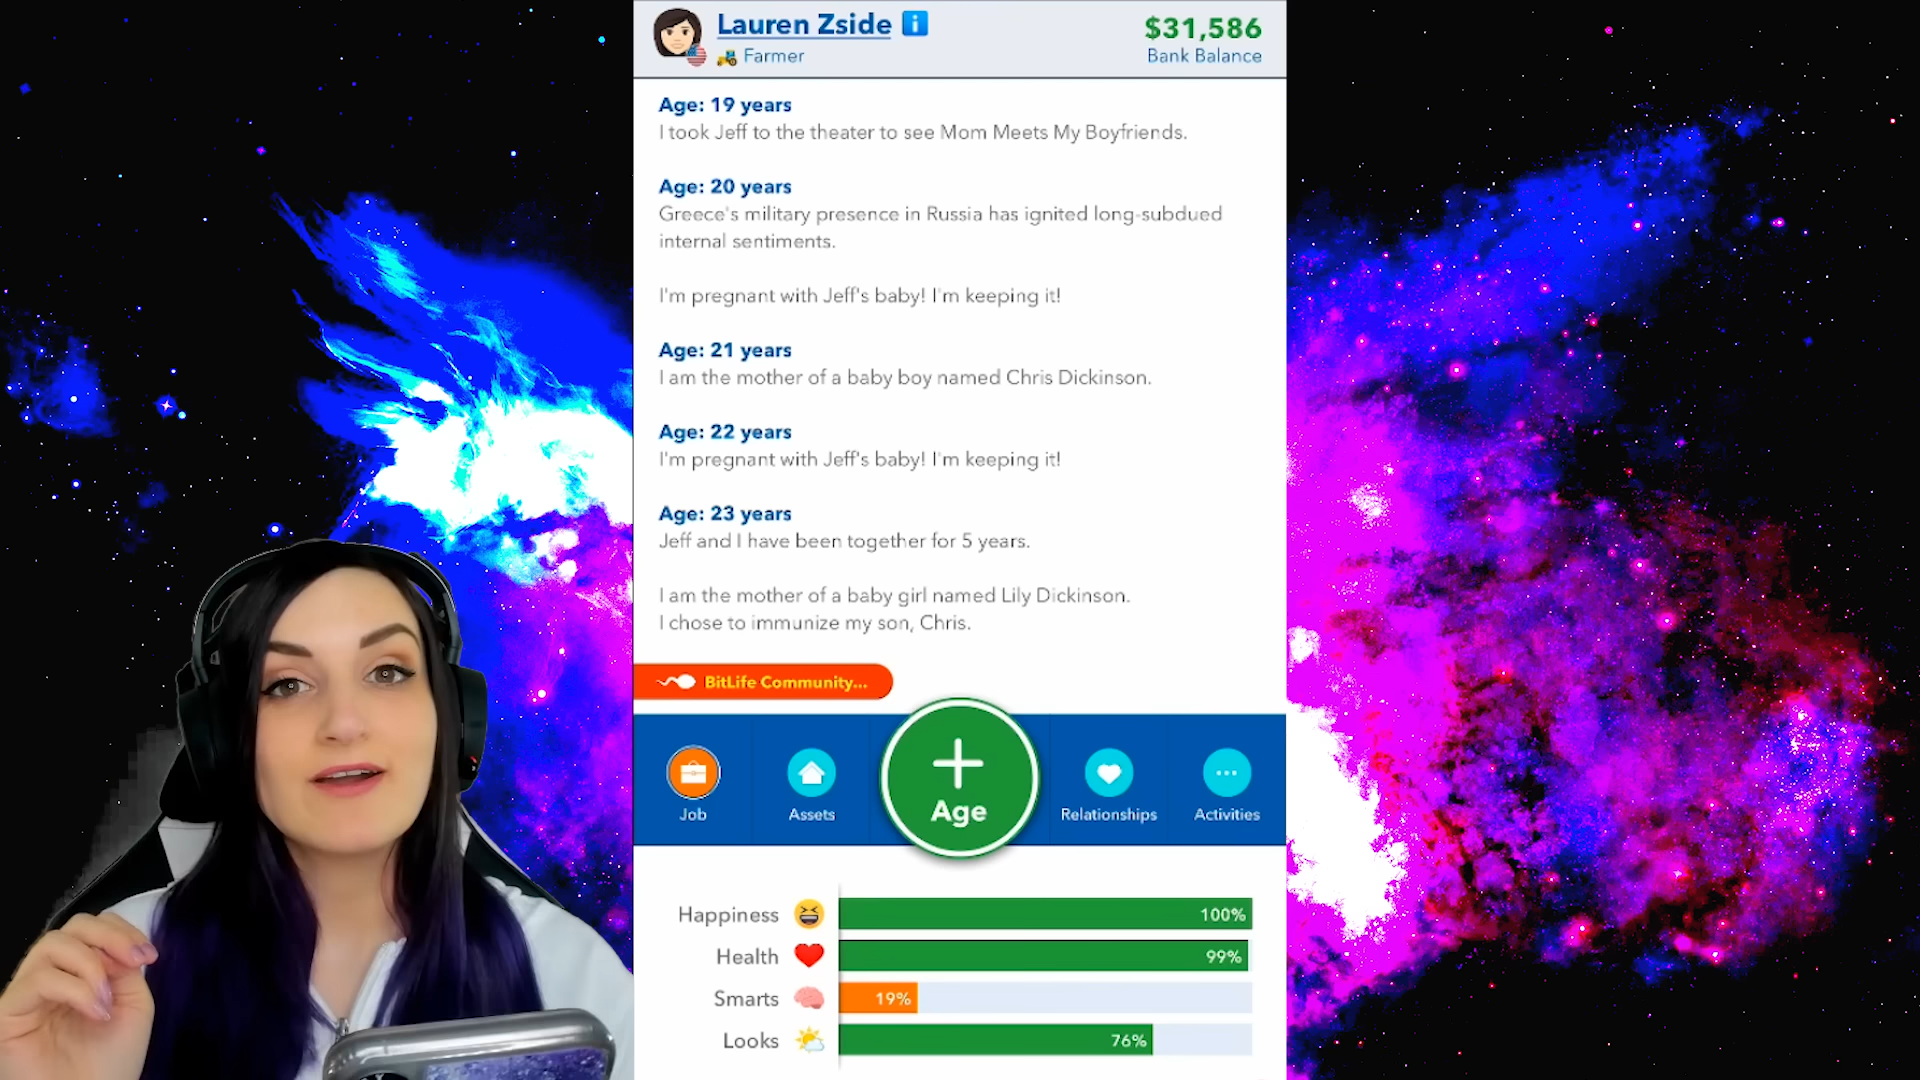 Lauren Zside i
$31,586
Farmer
Bank Balance
Age: 19 years
I took Jeff to the theater to see Mom Meets My Boyfriends.
Age: 20 years
Greece's military presence in Russia has ignited long-subdued
internal sentiments.
I'm pregnant with Jeff's baby! I'm keeping it!
Age: 21 years
I am the mother of a baby boy named Chris Dickinson.
Age: 22 years
I'm pregnant with Jeff's baby! I'm keeping it!
Age: 23 years
Jeff and I have been together for 5 years.
I am the mother of a baby girl named Lily Dickinson.
I chose to immunize my son, Chris.
BitLife Community...
Job
Assets
+
Age
Relationships
Activities
Happiness 100%
Health 99%
Smarts 19%
Looks 76%